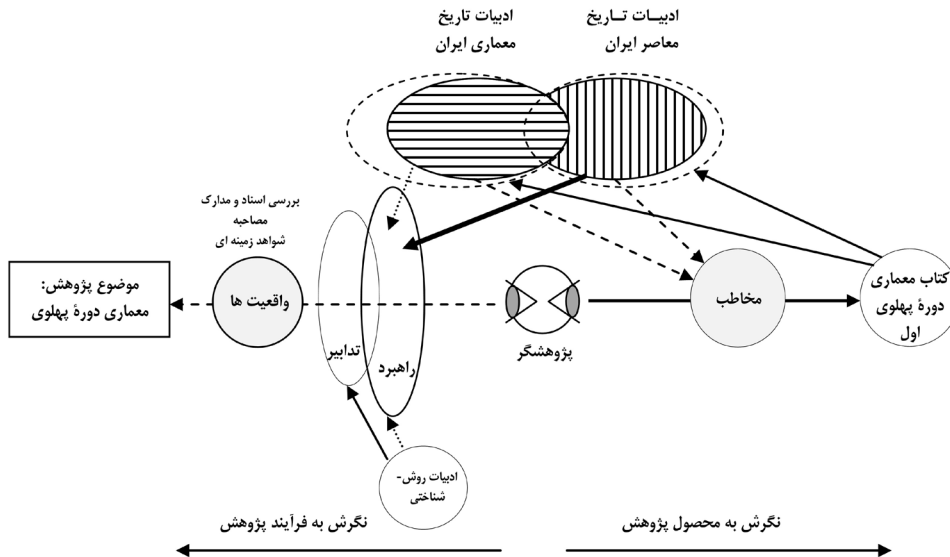 ادبیـات تــاریخ
معاصر ایران
ادبیات تاریخ
معماری ایران
بررسی اسناد و مدارک
مصاحبه
شواهد زمینه ای
کتاب معماری
دورۀ پهلوی
اول
مخاطب
پژوهشگر
راهبرد
تدابیر
واقعیت ها
موضوع پژوهش:
معماری دورۀ پهلوی
ادبیات روش-
شناختی
نگرش به محصول پژوهش
نگرش به فرآیند پژوهش